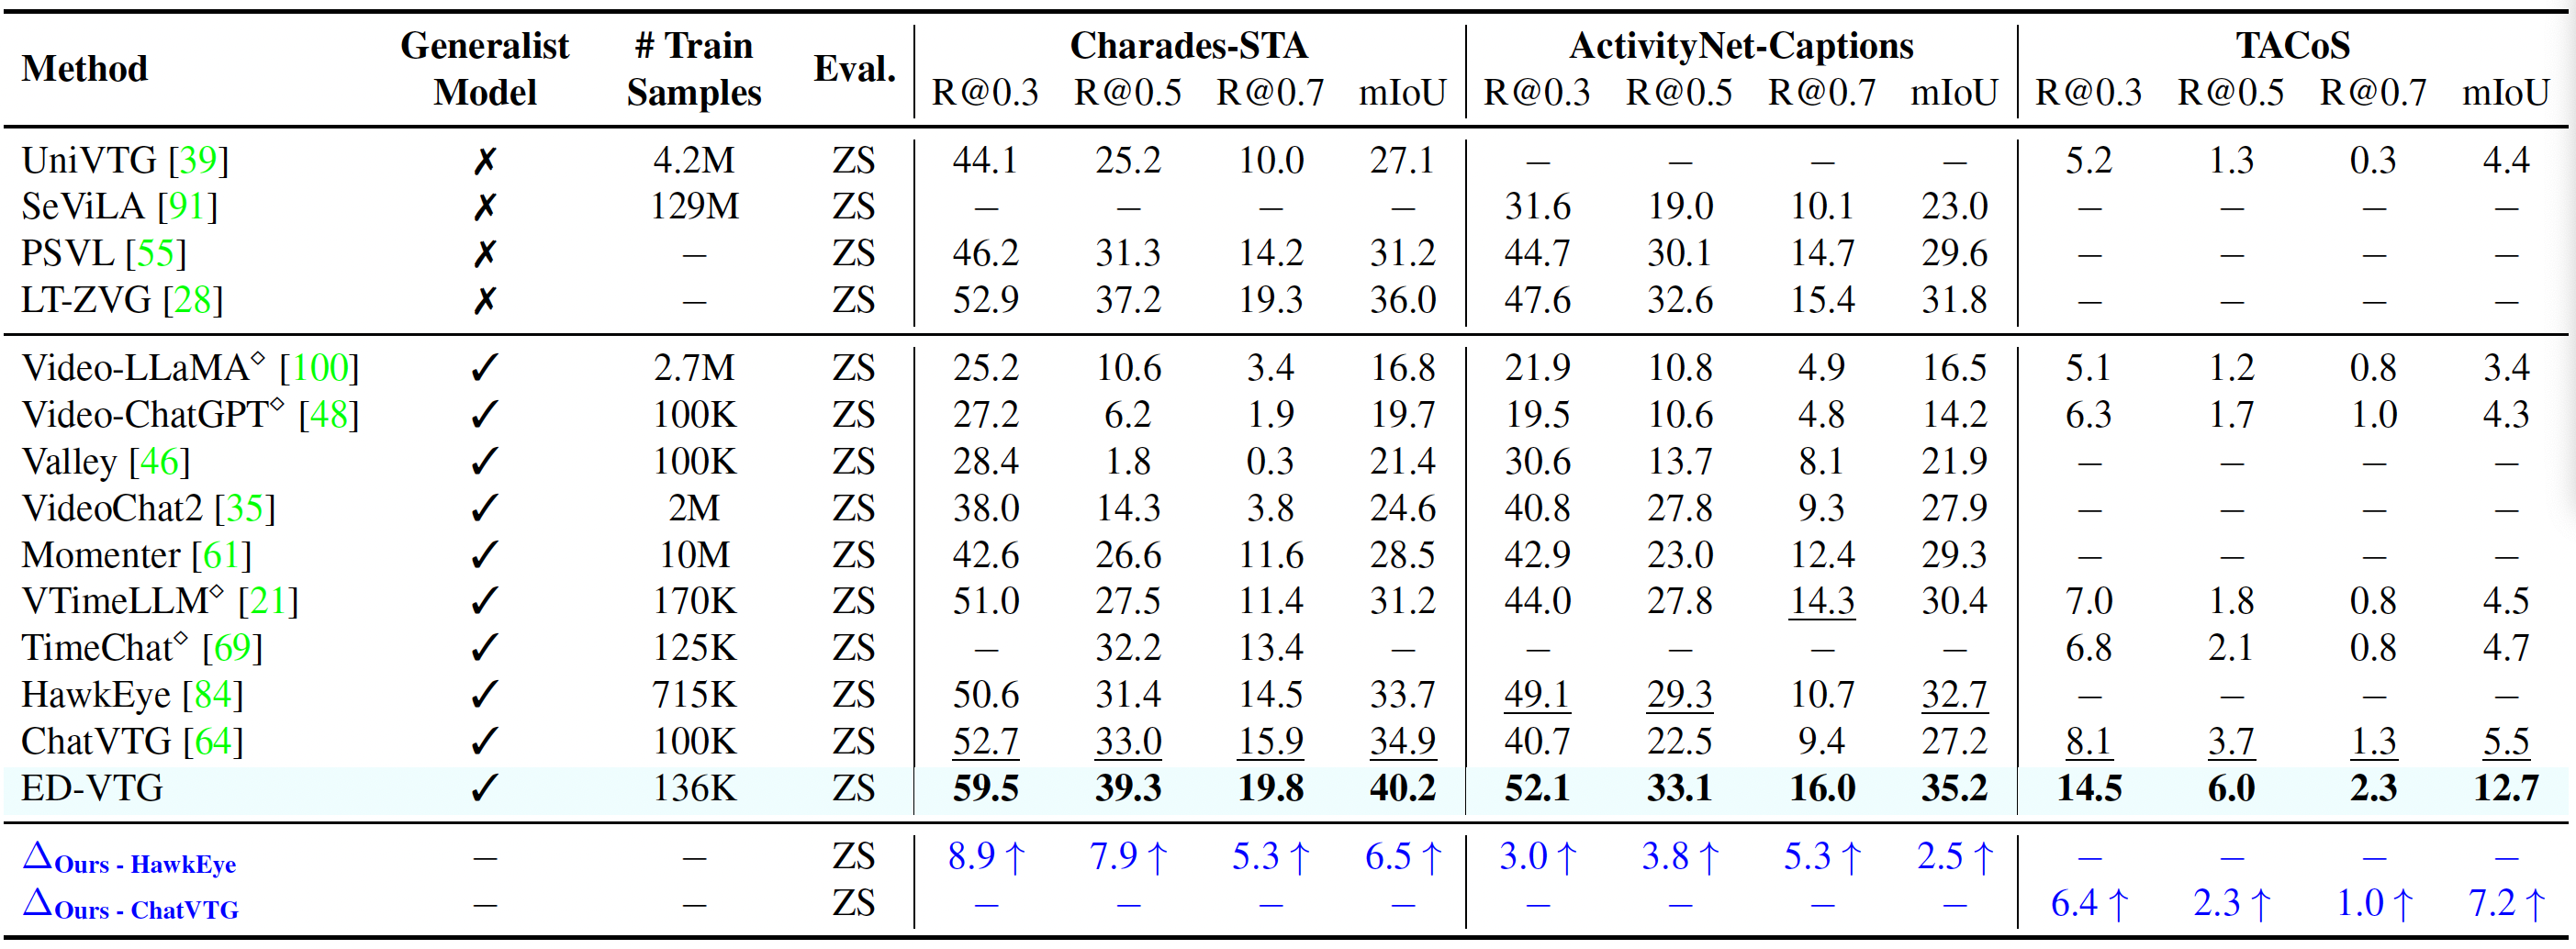 Method Generalist Model # Train Samples Eval. Charades-STA ActivityNet-Captions TACoS
R@0.3 R@0.5 R@0.7 mIoU R@0.3 R@0.5 R@0.7 mIoU R@0.3 R@0.5 R@0.7 mIoU
UniVTG [39] ✗ 4.2M ZS 44.1 25.2 10.0 27.1 – – – – 5.2 1.3 0.3 4.4
SeViLA [91] ✗ 129M ZS – – – – 31.6 19.0 10.1 23.0 – – – –
PSVL [55] ✗ – ZS 46.2 31.3 14.2 31.2 44.7 30.1 14.7 29.6 – – – –
LT-ZVG [28] ✗ – ZS 52.9 37.2 19.3 36.0 47.6 32.6 15.4 31.8 – – – –
Video-LLaMA◇ [100] ✓ 2.7M ZS 25.2 10.6 3.4 16.8 21.9 10.8 4.9 16.5 5.1 1.2 0.8 3.4
Video-ChatGPT◇ [48] ✓ 100K ZS 27.2 6.2 1.9 19.7 19.5 10.6 4.8 14.2 6.3 1.7 1.0 4.3
Valley [46] ✓ 100K ZS 28.4 1.8 0.3 21.4 30.6 13.7 8.1 21.9 – – – –
VideoChat2 [35] ✓ 2M ZS 38.0 14.3 3.8 24.6 40.8 27.8 9.3 27.9 – – – –
Momenter [61] ✓ 10M ZS 42.6 26.6 11.6 28.5 42.9 23.0 12.4 29.3 – – – –
VTimeLLM◇ [21] ✓ 170K ZS 51.0 27.5 11.4 31.2 44.0 27.8 14.3 30.4 7.0 1.8 0.8 4.5
TimeChat◇ [69] ✓ 125K ZS – 32.2 13.4 – – – – – 6.8 2.1 0.8 4.7
HawkEye [84] ✓ 715K ZS 50.6 31.4 14.5 33.7 49.1 29.3 10.7 32.7 – – – –
ChatVTG [64] ✓ 100K ZS 52.7 33.0 15.9 34.9 40.7 22.5 9.4 27.2 8.1 3.7 1.3 5.5
ED-VTG ✓ 136K ZS 59.5 39.3 19.8 40.2 52.1 33.1 16.0 35.2 14.5 6.0 2.3 12.7
Δ Ours - HawkEye – – ZS 8.9 ↑ 7.9 ↑ 5.3 ↑ 6.5 ↑ 3.0 ↑ 3.8 ↑ 5.3 ↑ 2.5 ↑ – – – –
Δ Ours - ChatVTG – – ZS – – – – – – – – 6.4 ↑ 2.3 ↑ 1.0 ↑ 7.2 ↑